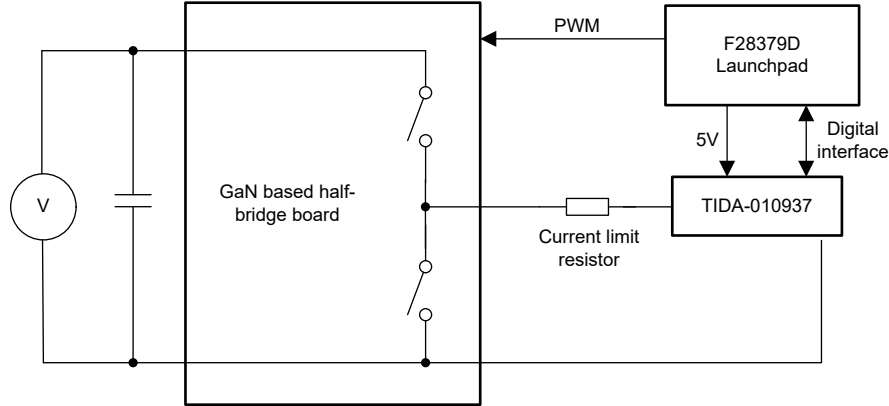 PWM
F28379D
Launchpad
5V
Digital
interface
V
GaN based half-
bridge board
TIDA-010937
Current limit
resistor